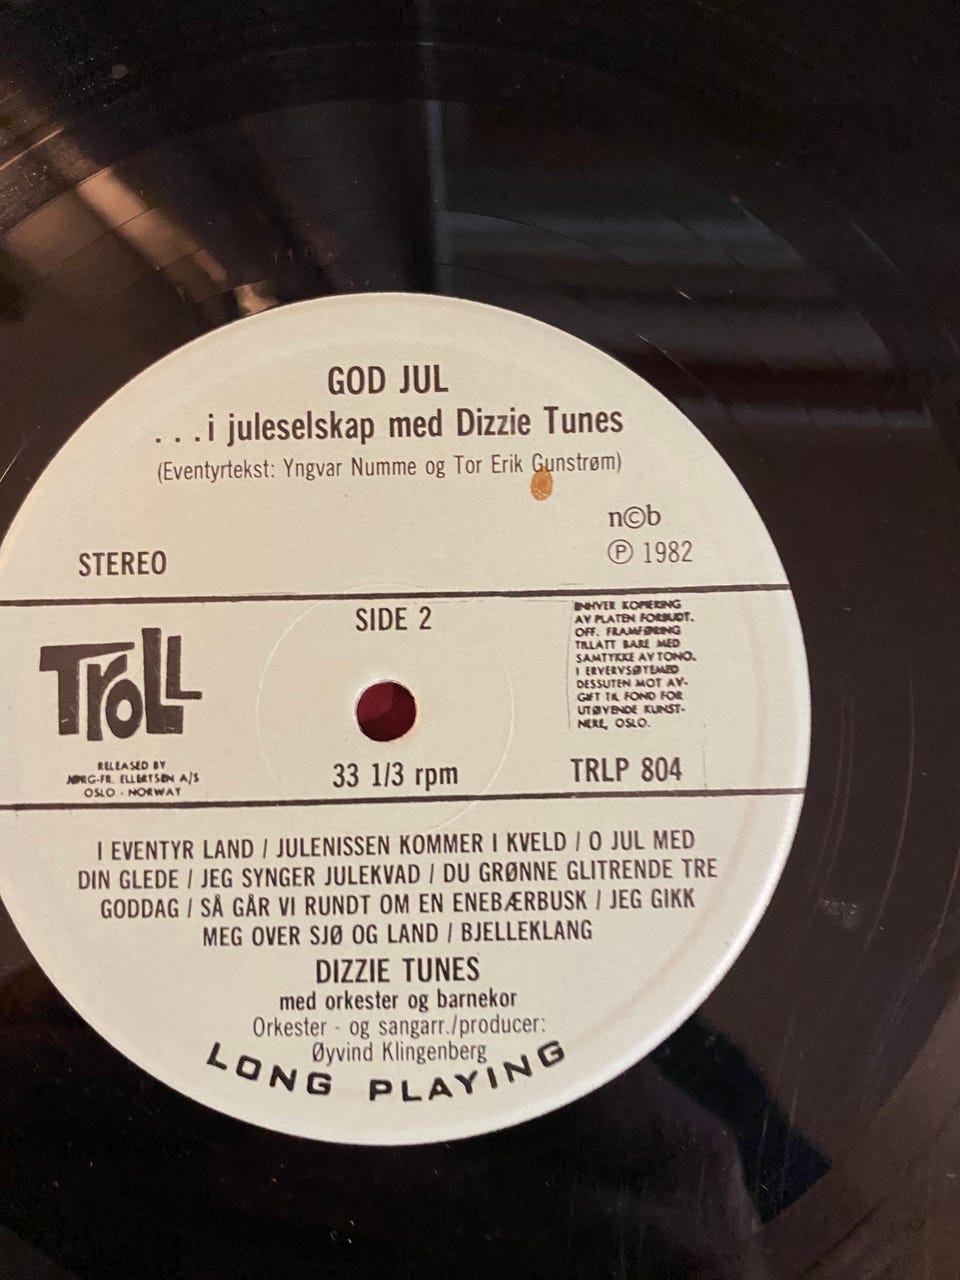 GOD JUL
...i juleselskap med Dizzie Tunes
(Eventyrtekst: Yngvar Numme og Tor Erik Gunstrøm)
n©b
STEREO
℗ 1982
SIDE 2
ENHVER KOPIERING
AV PLATEN FORBUDT.
OFF. FRAMFØRING
TILLATT BARE MED
SAMTYKKE AV TONO.
I ERVERVSØYEMED
DESSUTEN MOT AV-
GIFT TIL FOND FOR
UTØVENDE KUNST-
NERE, OSLO.
TROLL
RELEASED BY
JØRG-FR. ELLERTSEN A/S
OSLO - NORWAY
33 1/3 rpm
TRLP 804
I EVENTYR LAND / JULENISSEN KOMMER I KVELD / O JUL MED
DIN GLEDE / JEG SYNGER JULEKVAD / DU GRØNNE GLITRENDE TRE
GODDAG / SÅ GÅR VI RUNDT OM EN ENEBÆRBUSK / JEG GIKK
MEG OVER SJØ OG LAND / BJELLEKLANG
DIZZIE TUNES
med orkester og barnekor
Orkester - og sangarr./producer:
Øyvind Klingenberg
LONG PLAYING